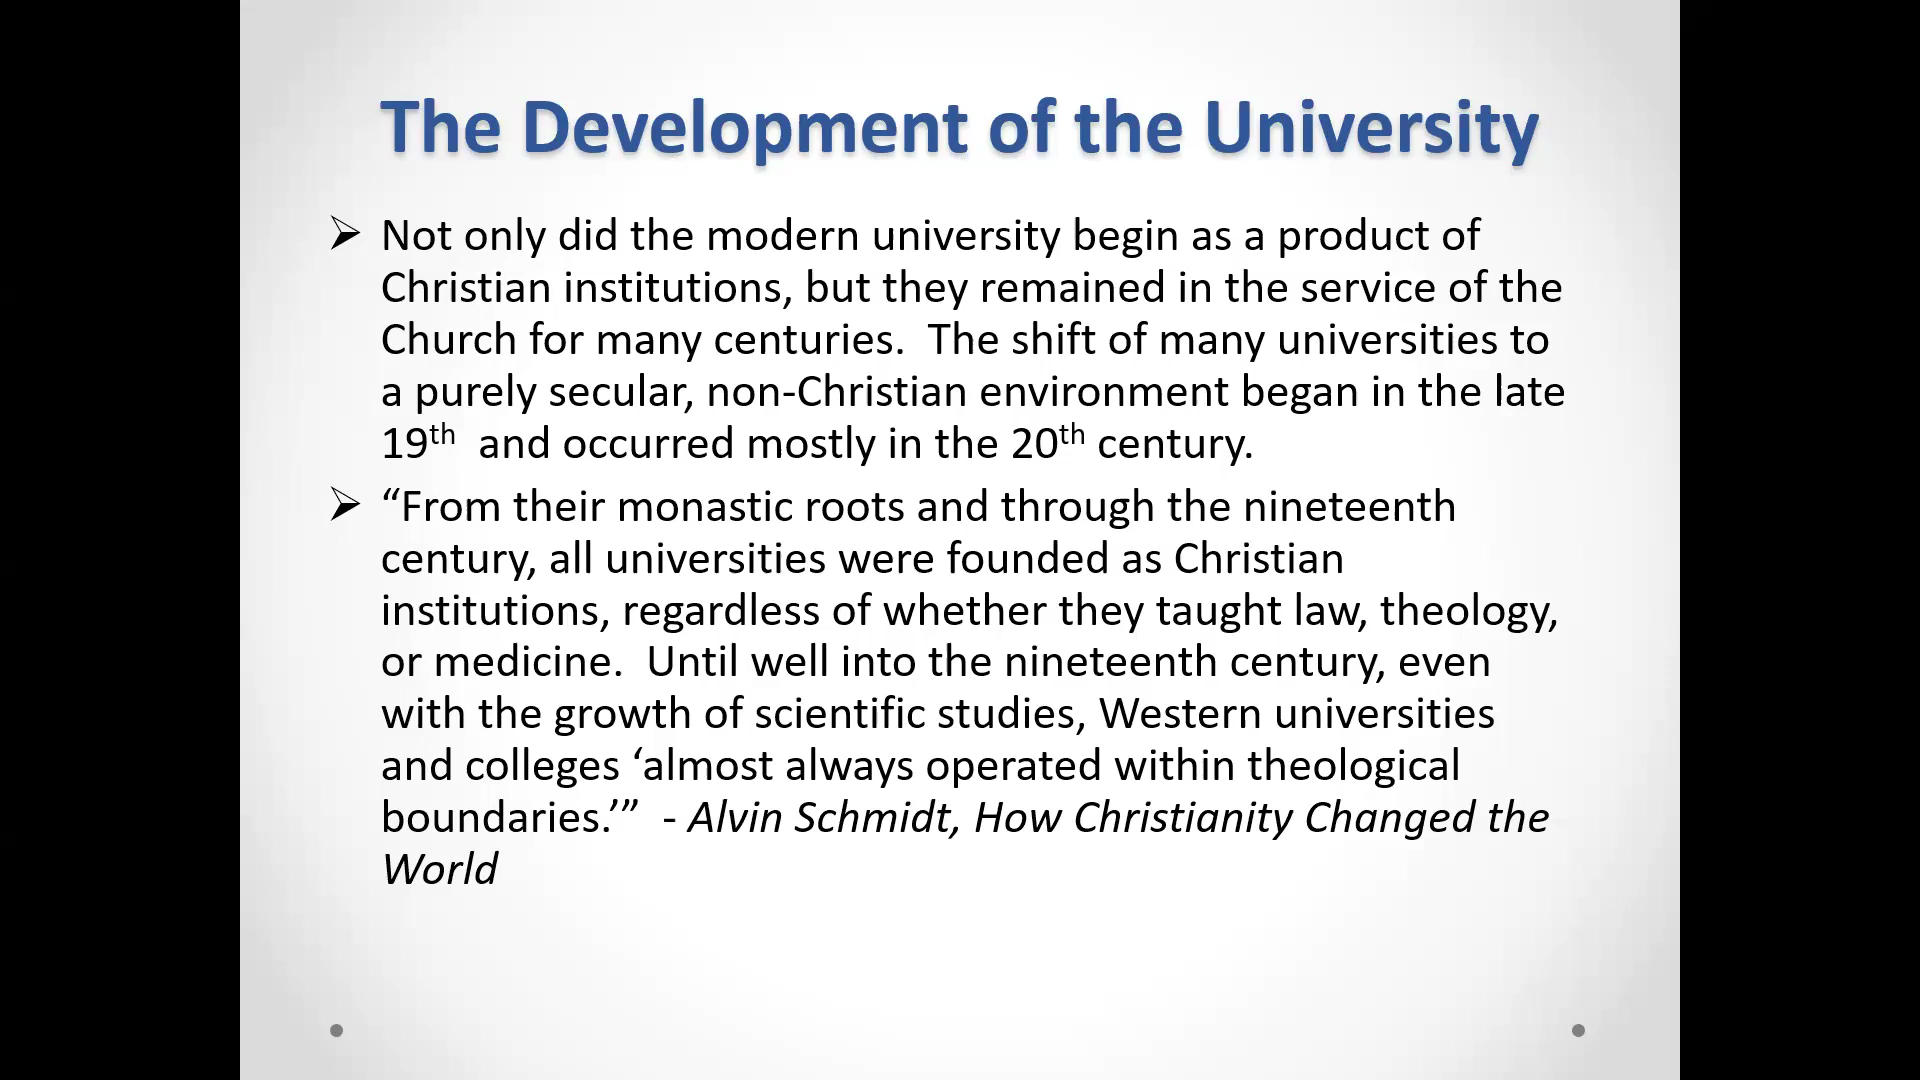 The Development of the University
➢ Not only did the modern university begin as a product of
Christian institutions, but they remained in the service of the
Church for many centuries.  The shift of many universities to
a purely secular, non-Christian environment began in the late
19th  and occurred mostly in the 20th century.
➢ “From their monastic roots and through the nineteenth
century, all universities were founded as Christian
institutions, regardless of whether they taught law, theology,
or medicine.  Until well into the nineteenth century, even
with the growth of scientific studies, Western universities
and colleges ‘almost always operated within theological
boundaries.’”  - Alvin Schmidt, How Christianity Changed the
World